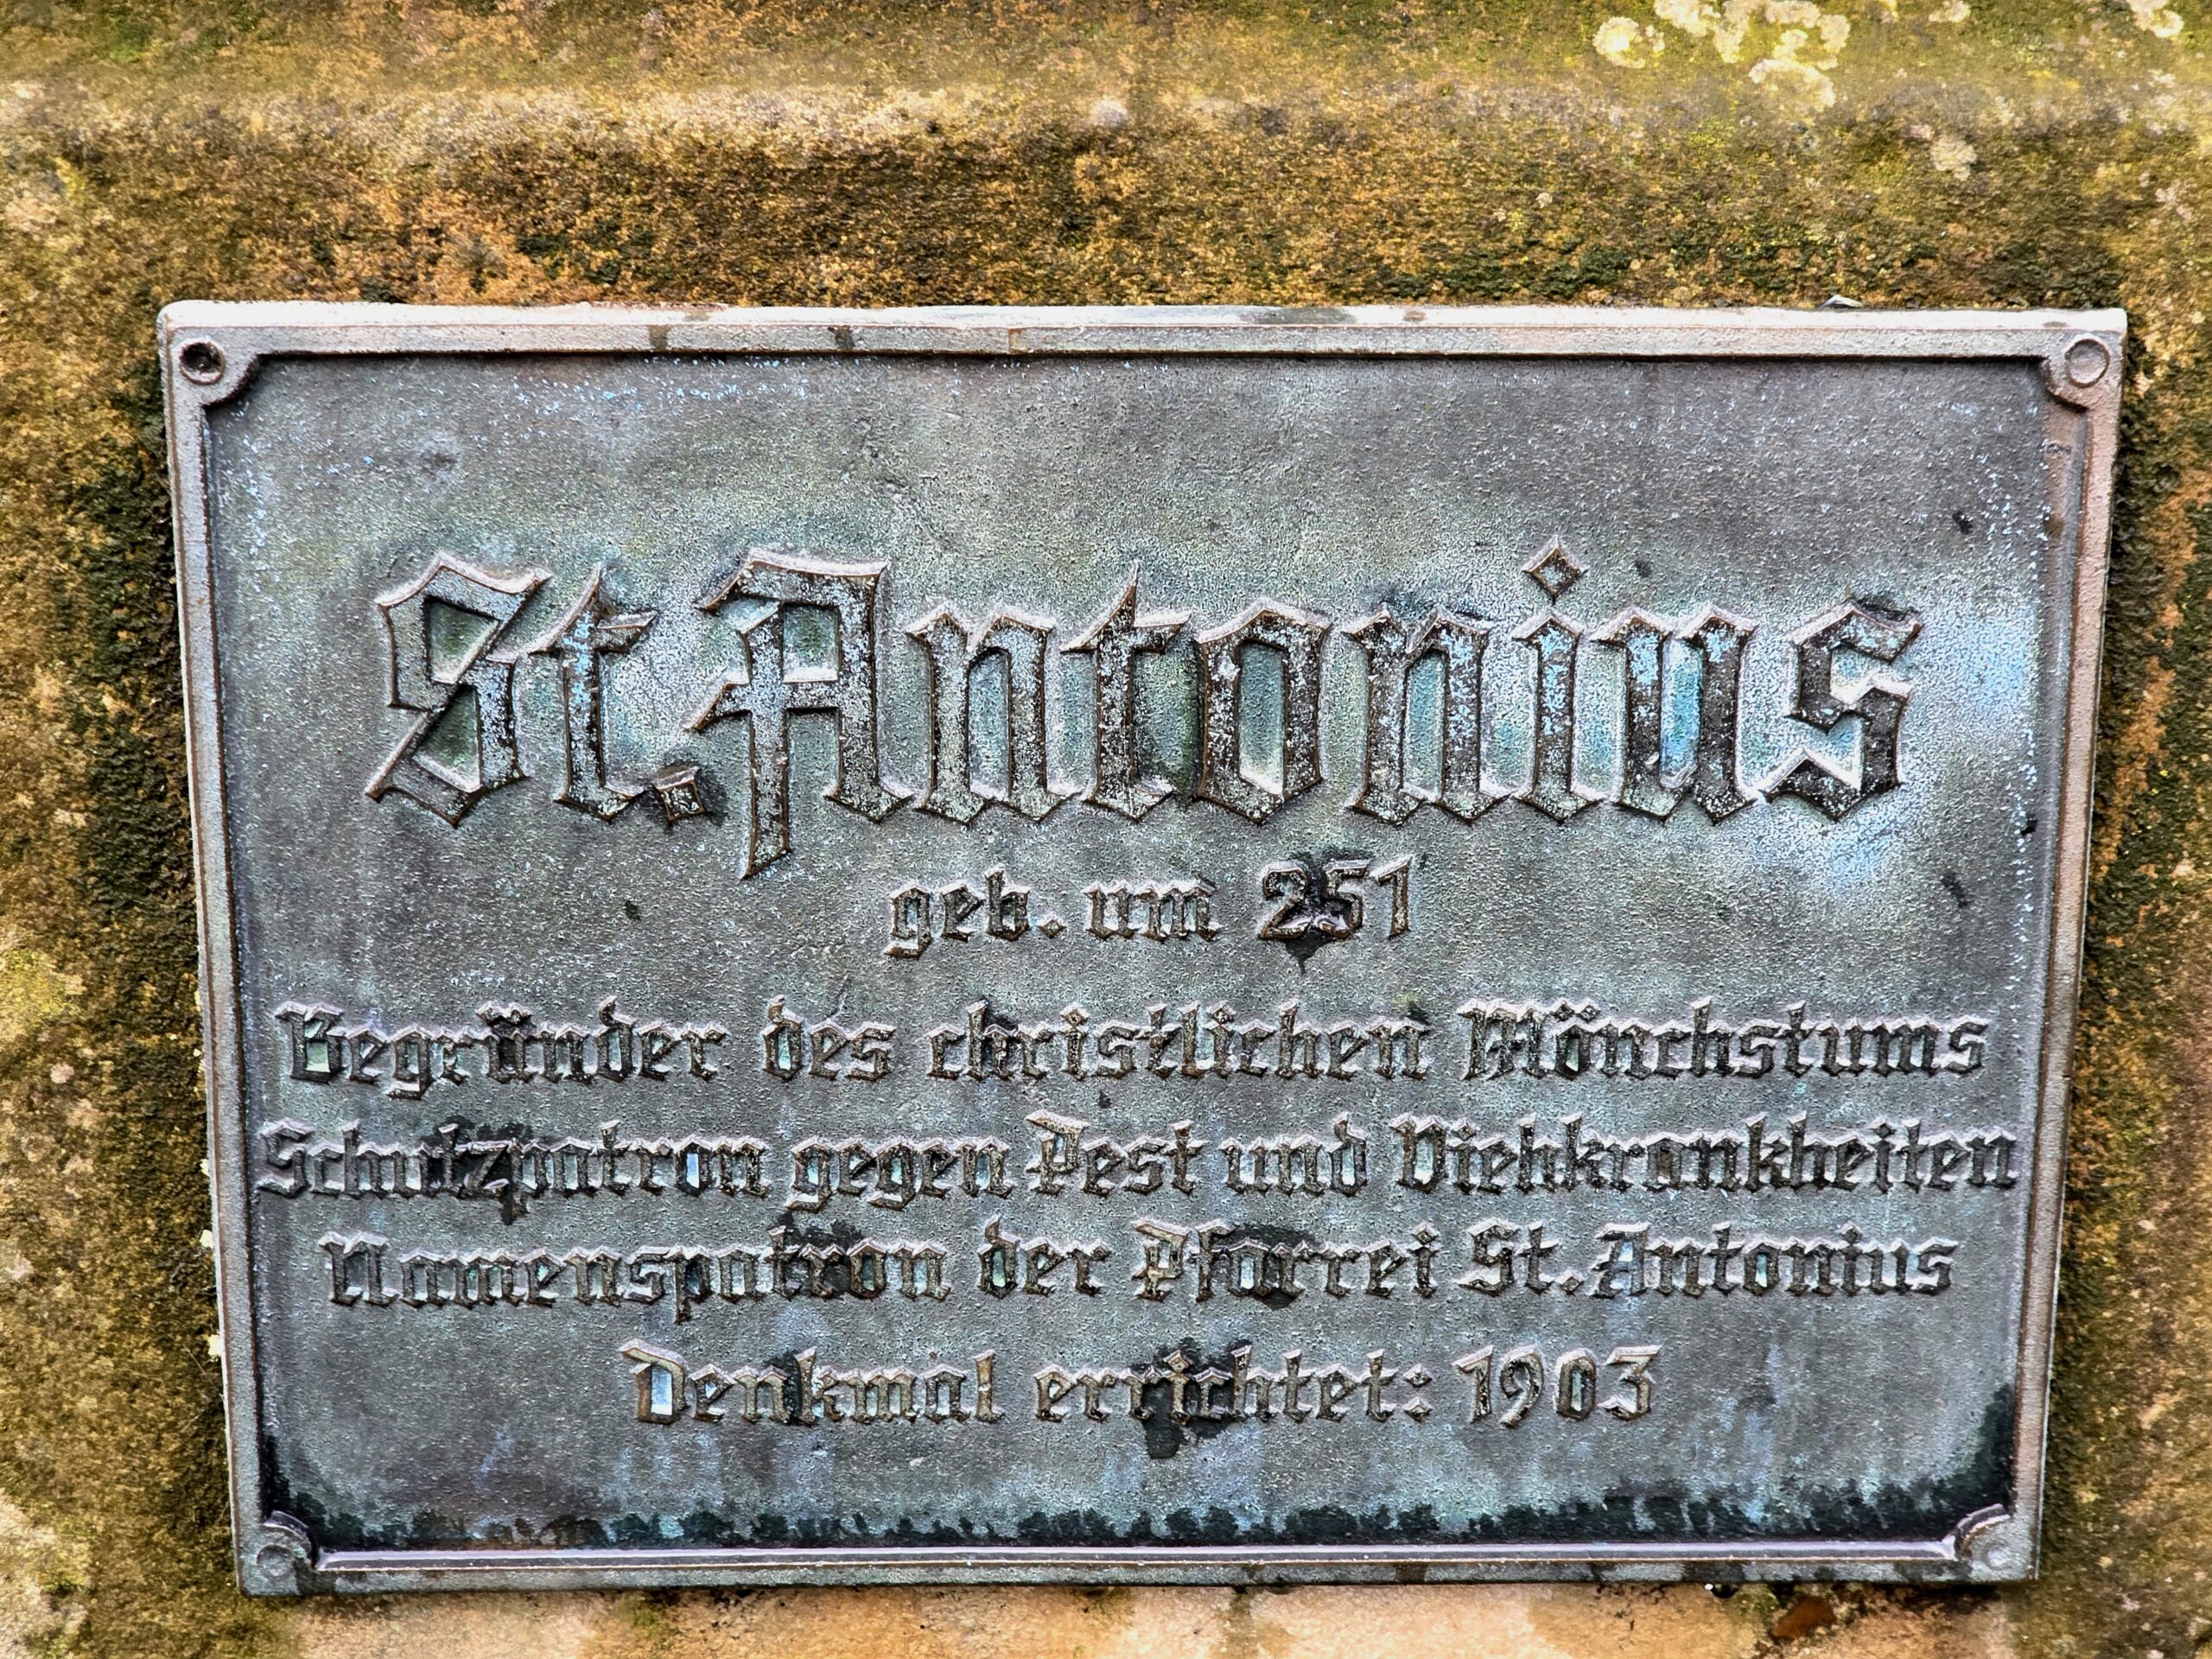 St. Antonius
geb. um 251
Begründer des christlichen Mönchstums
Schutzpatron gegen Pest und Viehkrankheiten
Namenspatron der Pfarrei St. Antonius
Denkmal errichtet: 1903